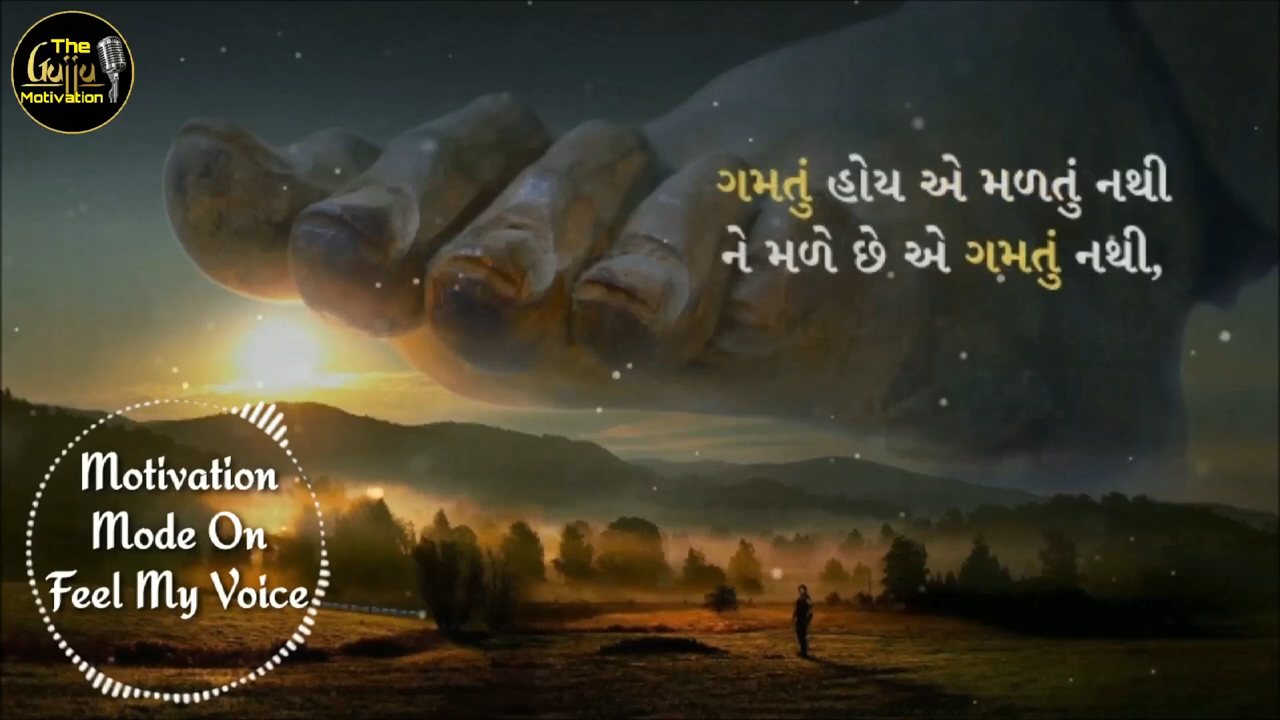 The
Gujju
Motivation
ગમતું હોય એ મળતું નથી
ને મળે છે એ ગમતું નથી,
Motivation
Mode On
Feel My Voice